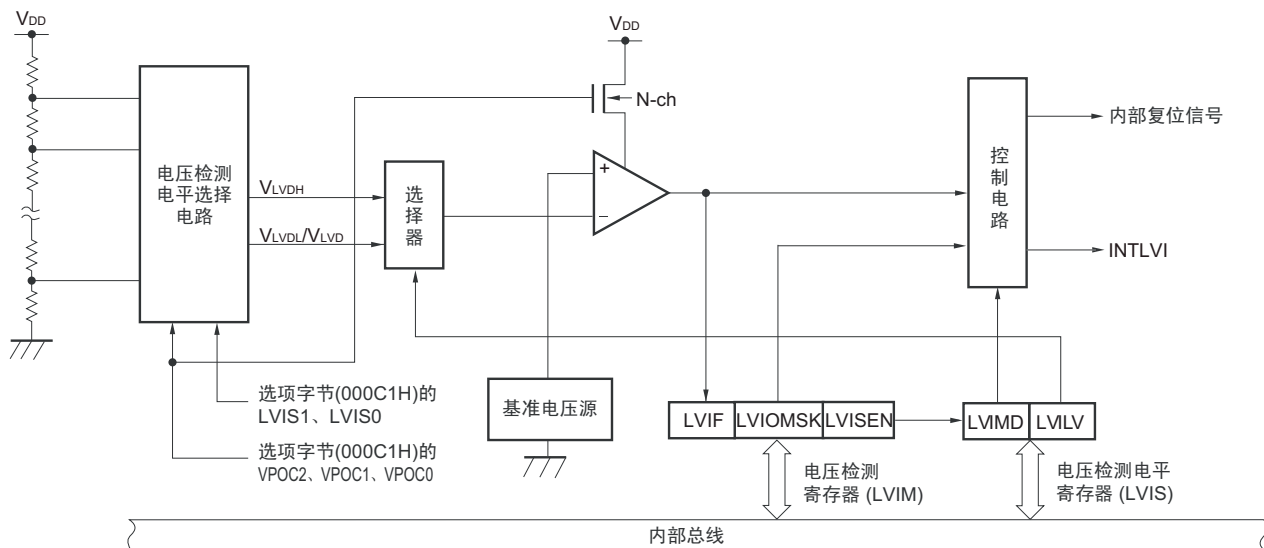 VDD
VDD
N-ch
电压检测
电平选择
电路
VLVDH
VLVDL/VLVD
选择器
+
−
控制电路
内部复位信号
INTLVI
选项字节(000C1H)的
LVIS1、LVIS0
选项字节(000C1H)的
VPOC2、VPOC1、VPOC0
基准电压源
LVIF
LVIOMSK
LVISEN
LVIMD
LVILV
电压检测
寄存器 (LVIM)
电压检测电平
寄存器 (LVIS)
内部总线